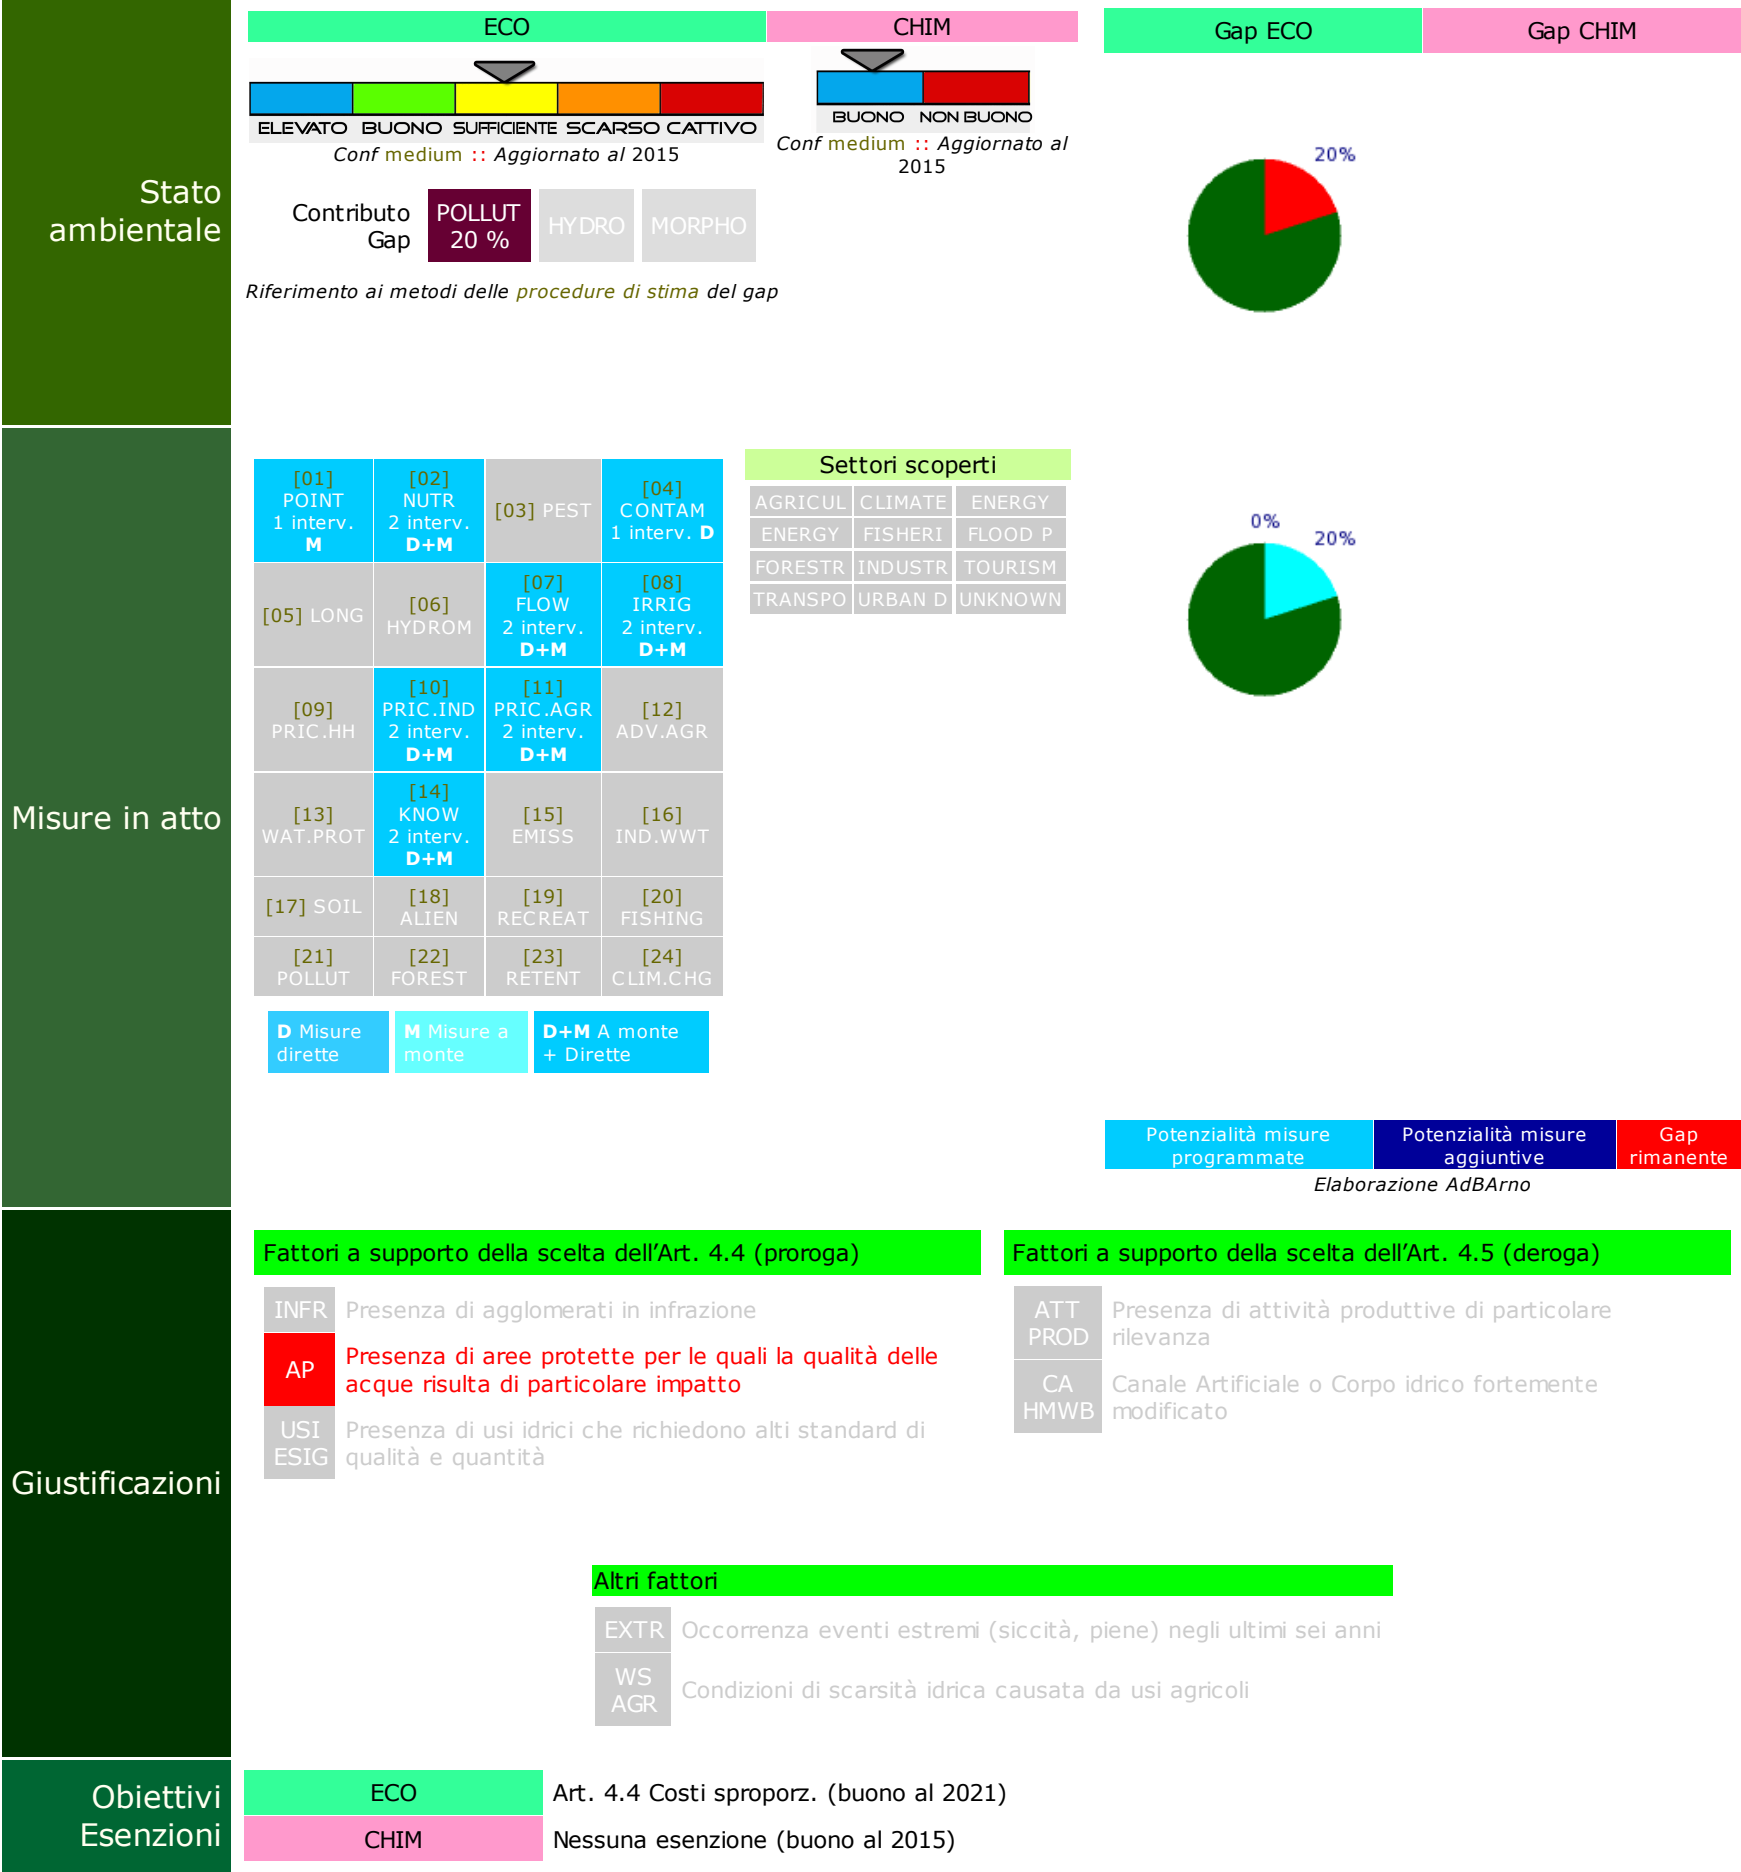 Stato
ambientale
ECO
CHIM
Gap ECO
Gap CHIM
ELEVATO BUONO SUFFICIENTE SCARSO CATTIVO
Conf medium :: Aggiornato al 2015
BUONO NON BUONO
Conf medium :: Aggiornato al
2015
Contributo
Gap
POLLUT
20 %
HYDRO
MORPHO
Riferimento ai metodi delle procedure di stima del gap
20%
Misure in atto
[01]
POINT
1 interv.
M
[02]
NUTR
2 interv.
D+M
[03] PEST
[04]
CONTAM
1 interv. D
[05] LONG
[06]
HYDROM
[07]
FLOW
2 interv.
D+M
[08]
IRRIG
2 interv.
D+M
[09]
PRIC.HH
[10]
PRIC.IND
2 interv.
D+M
[11]
PRIC.AGR
2 interv.
D+M
[12]
ADV.AGR
[13]
WAT.PROT
[14]
KNOW
2 interv.
D+M
[15]
EMISS
[16]
IND.WWT
[17] SOIL
[18]
ALIEN
[19]
RECREAT
[20]
FISHING
[21]
POLLUT
[22]
FOREST
[23]
RETENT
[24]
CLIM.CHG
D Misure
dirette
M Misure a
monte
D+M A monte
+ Dirette
Settori scoperti
AGRICUL CLIMATE ENERGY
ENERGY FISHERI FLOOD P
FORESTR INDUSTR TOURISM
TRANSPO URBAN D UNKNOWN
0%
20%
Potenzialità misure
programmate
Potenzialità misure
aggiuntive
Gap
rimanente
Elaborazione AdBArno
Giustificazioni
Fattori a supporto della scelta dell’Art. 4.4 (proroga)
INFR Presenza di agglomerati in infrazione
AP
Presenza di aree protette per le quali la qualità delle
acque risulta di particolare impatto
USI
ESIG
Presenza di usi idrici che richiedono alti standard di
qualità e quantità
Fattori a supporto della scelta dell’Art. 4.5 (deroga)
ATT
PROD
Presenza di attività produttive di particolare
rilevanza
CA
HMWB
Canale Artificiale o Corpo idrico fortemente
modificato
Altri fattori
EXTR Occorrenza eventi estremi (siccità, piene) negli ultimi sei anni
WS
AGR
Condizioni di scarsità idrica causata da usi agricoli
Obiettivi
Esenzioni
ECO Art. 4.4 Costi sproporz. (buono al 2021)
CHIM Nessuna esenzione (buono al 2015)